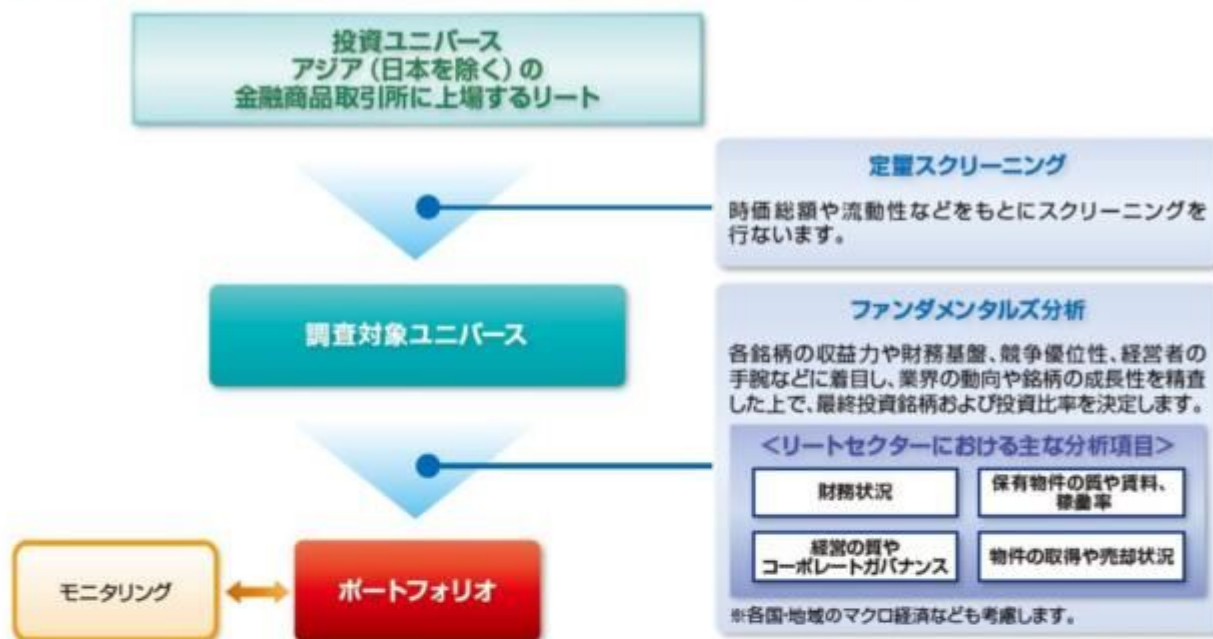 投資ユニバース
アジア(日本を除く)の
金融商品取引所に上場するリート
定量スクリーニング
時価総額や流動性などをもとにスクリーニングを
行ないます。
調査対象ユニバース
ファンダメンタルズ分析
各銘柄の収益力や財務基盤、競争優位性、経営者の
手腕などに着目し、業界の動向や銘柄の成長性を精査
した上で、最終投資銘柄および投資比率を決定します。
<リートセクターにおける主な分析項目>
財務状況
保有物件の質や賃料、
稼働率
経営の質や
コーポレートガバナンス
物件の取得や売却状況
※各国・地域のマクロ経済なども考慮します。
モニタリング
ポートフォリオ